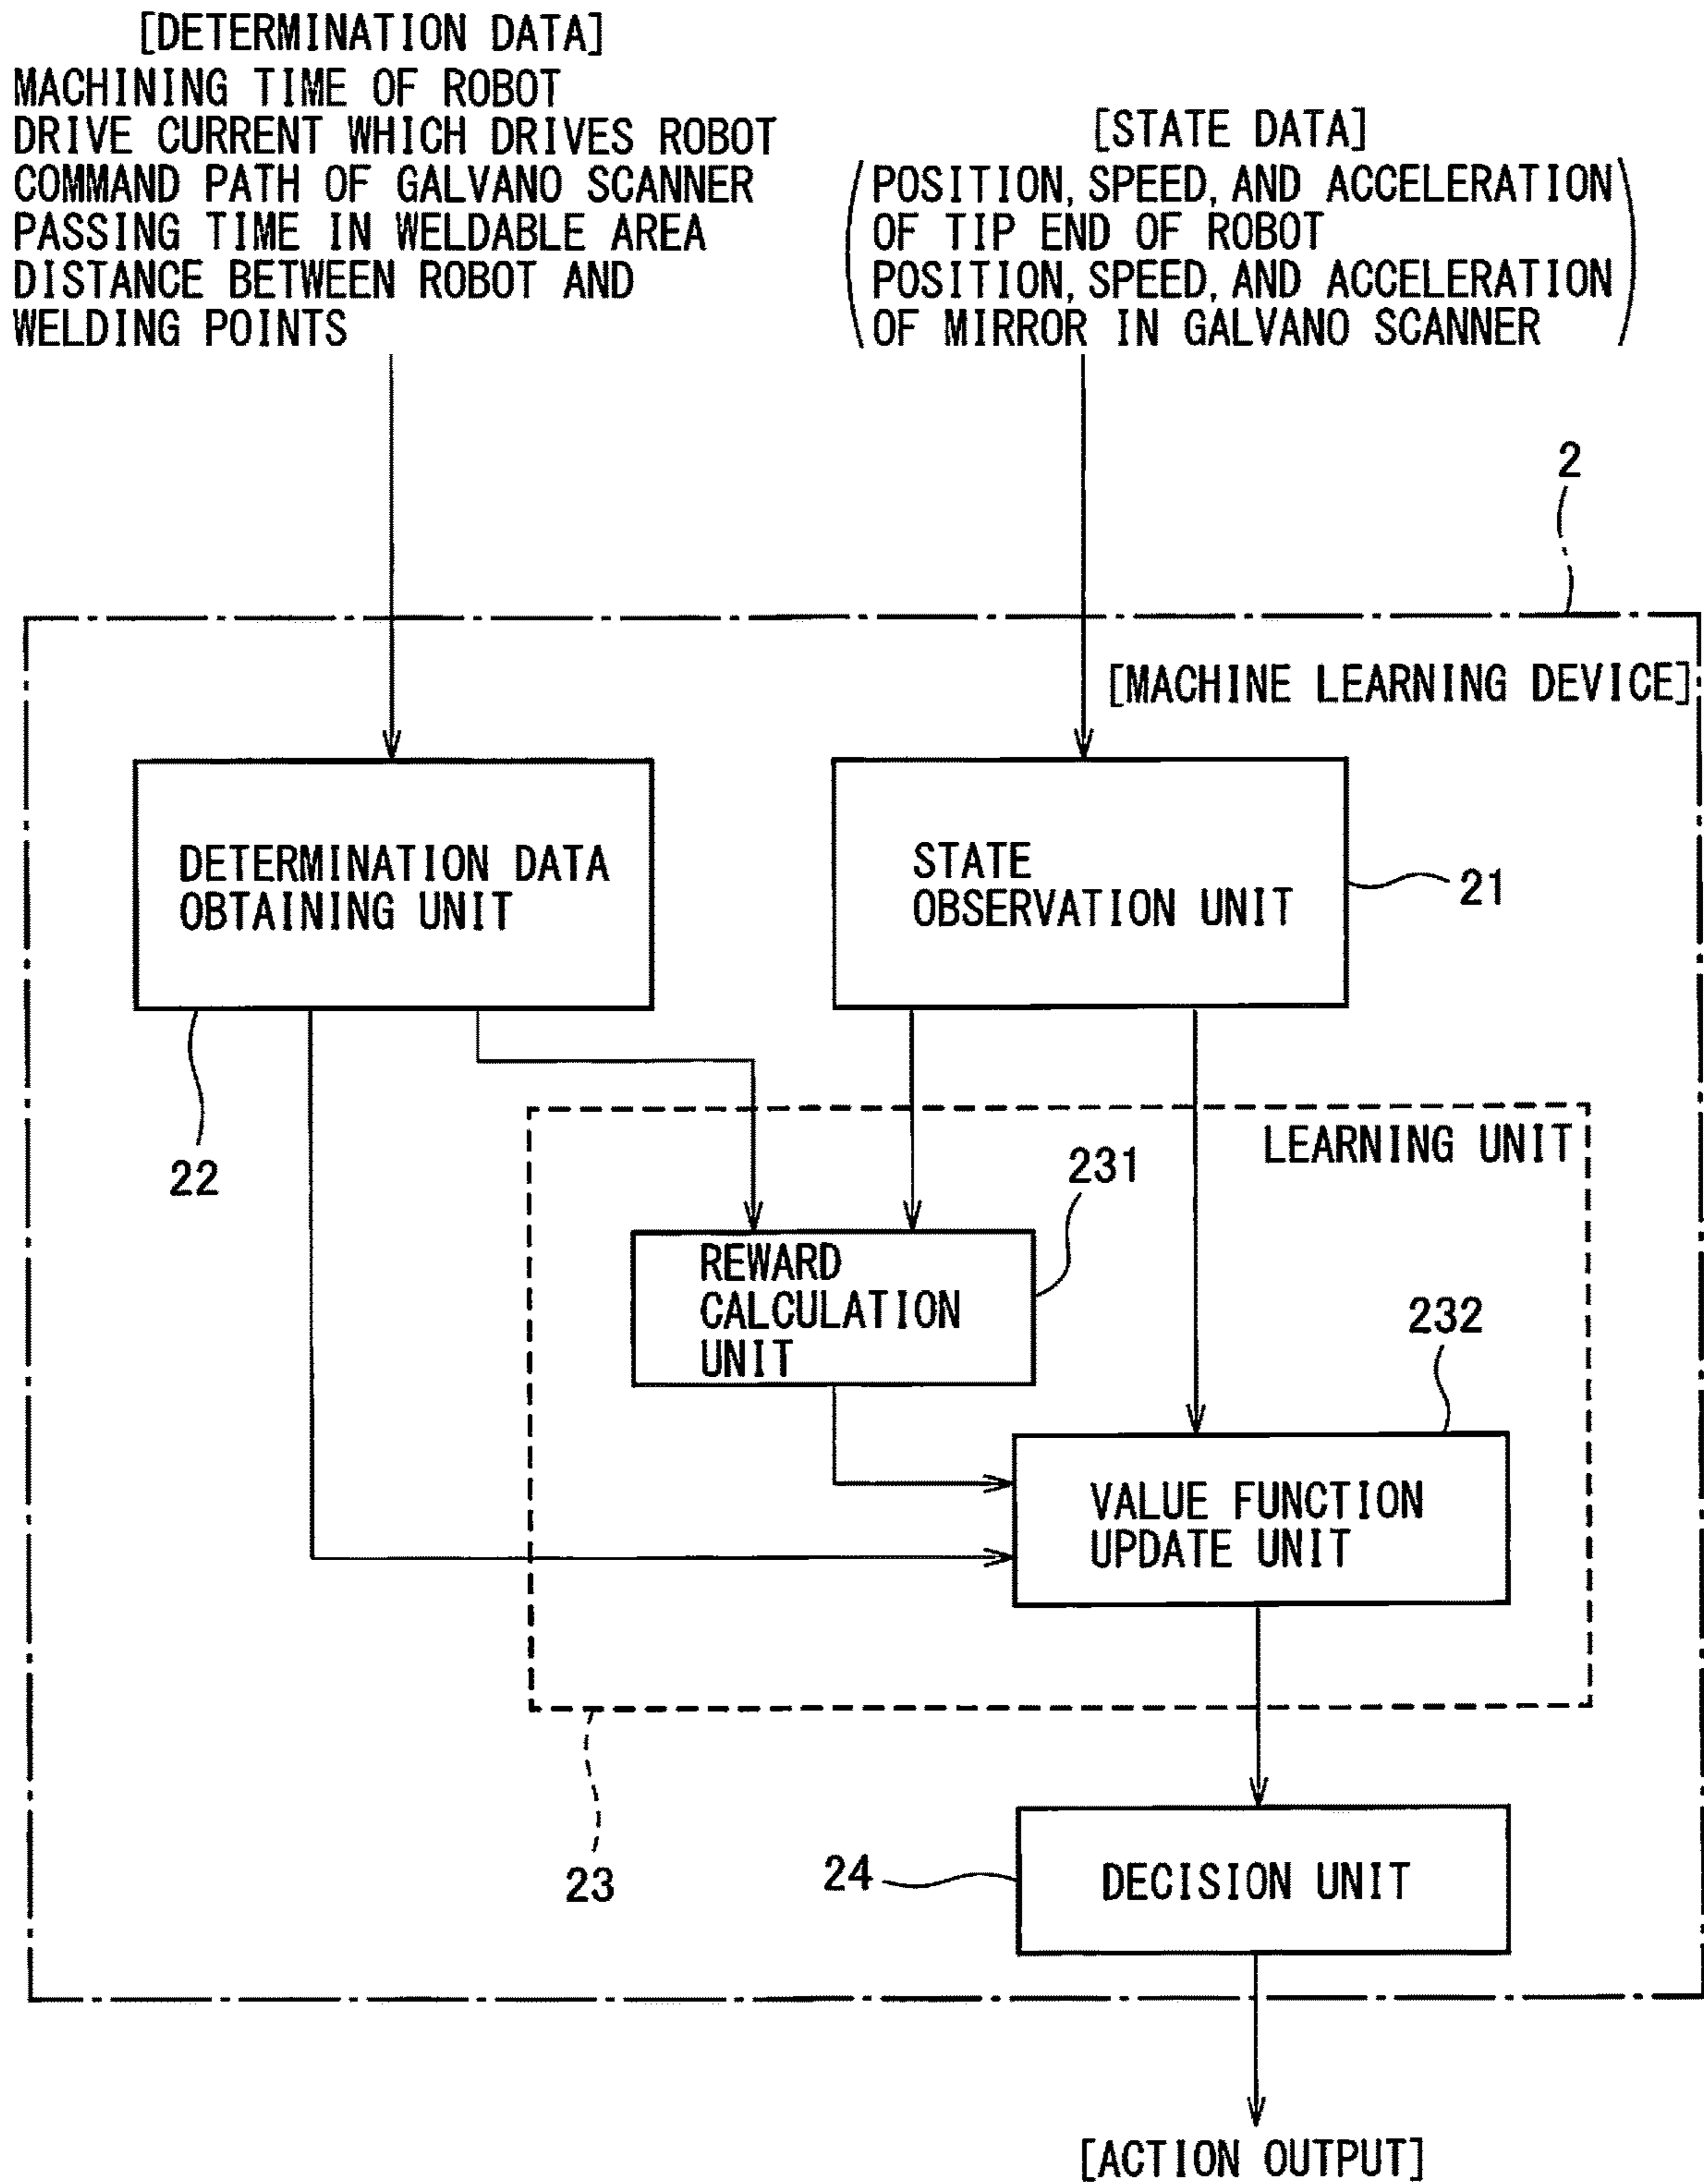 [DETERMINATION DATA]
MACHINING TIME OF ROBOT
DRIVE CURRENT WHICH DRIVES ROBOT
COMMAND PATH OF GALVANO SCANNER
PASSING TIME IN WELDABLE AREA
DISTANCE BETWEEN ROBOT AND
WELDING POINTS
[STATE DATA]
(POSITION, SPEED, AND ACCELERATION
OF TIP END OF ROBOT
POSITION, SPEED, AND ACCELERATION
OF MIRROR IN GALVANO SCANNER)
2
[MACHINE LEARNING DEVICE]
DETERMINATION DATA
OBTAINING UNIT
22
STATE
OBSERVATION UNIT
21
LEARNING UNIT
231
REWARD
CALCULATION
UNIT
232
VALUE FUNCTION
UPDATE UNIT
23
24
DECISION UNIT
[ACTION OUTPUT]